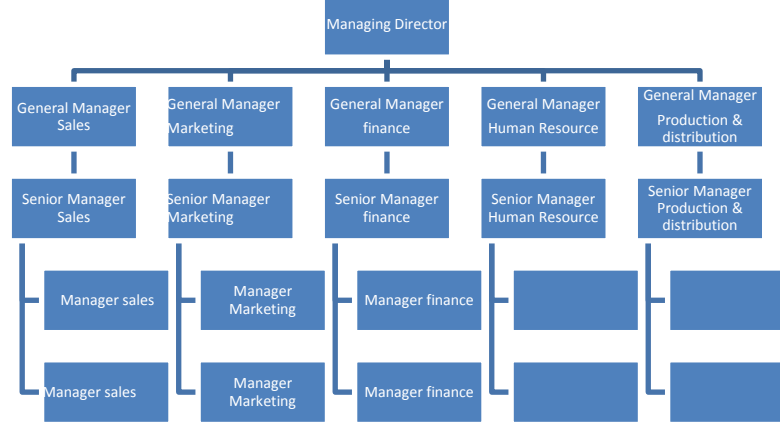 Managing Director
General Manager
Sales
General Manager
Marketing
General Manager
finance
General Manager
Human Resource
General Manager
Production &
distribution
Senior Manager
Sales
Senior Manager
Marketing
Senior Manager
finance
Senior Manager
Human Resource
Senior Manager
Production &
distribution
Manager sales
Manager
Marketing
Manager finance
Manager sales
Manager
Marketing
Manager finance